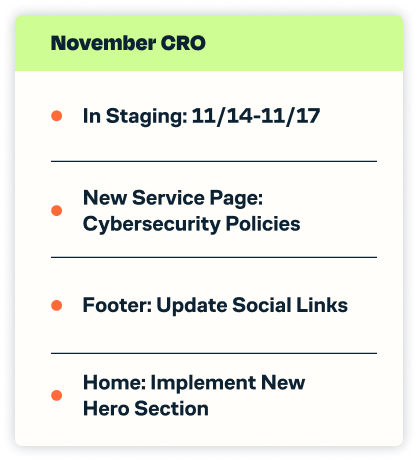 November CRO
In Staging: 11/14-11/17
New Service Page:
Cybersecurity Policies
Footer: Update Social Links
Home: Implement New
Hero Section